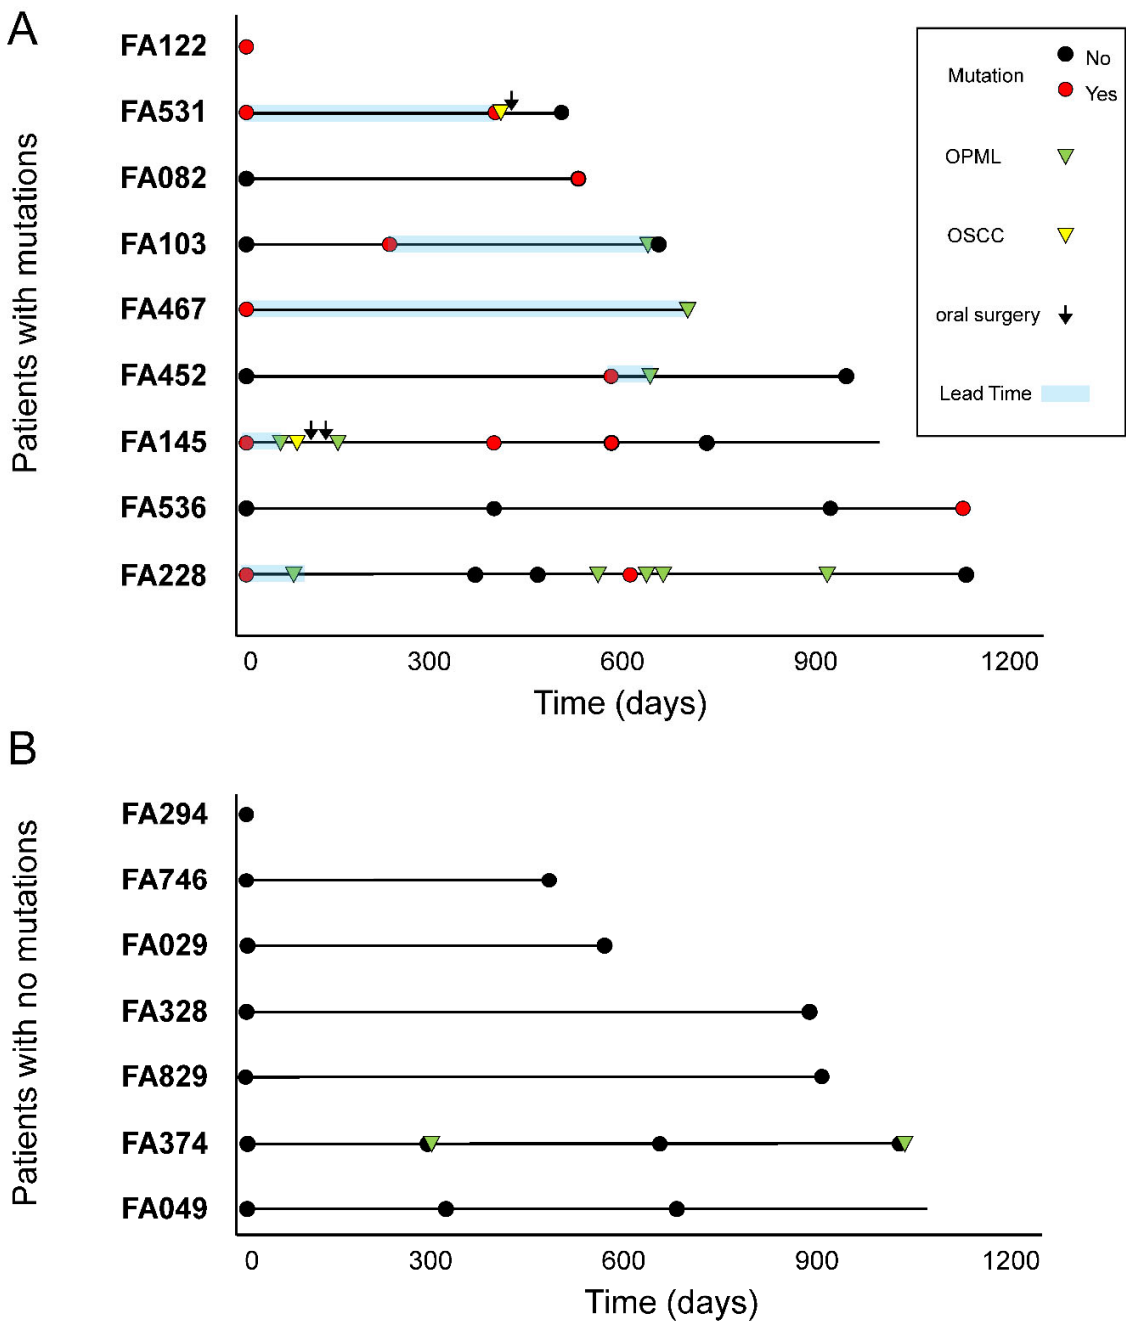 A
Patients with mutations
FA122
FA531
FA082
FA103
FA467
FA452
FA145
FA536
FA228
0 300 600 900 1200
Time (days)
Mutation
No
Yes
OPML
OSCC
oral surgery
Lead Time
B
Patients with no mutations
FA294
FA746
FA029
FA328
FA829
FA374
FA049
0 300 600 900 1200
Time (days)